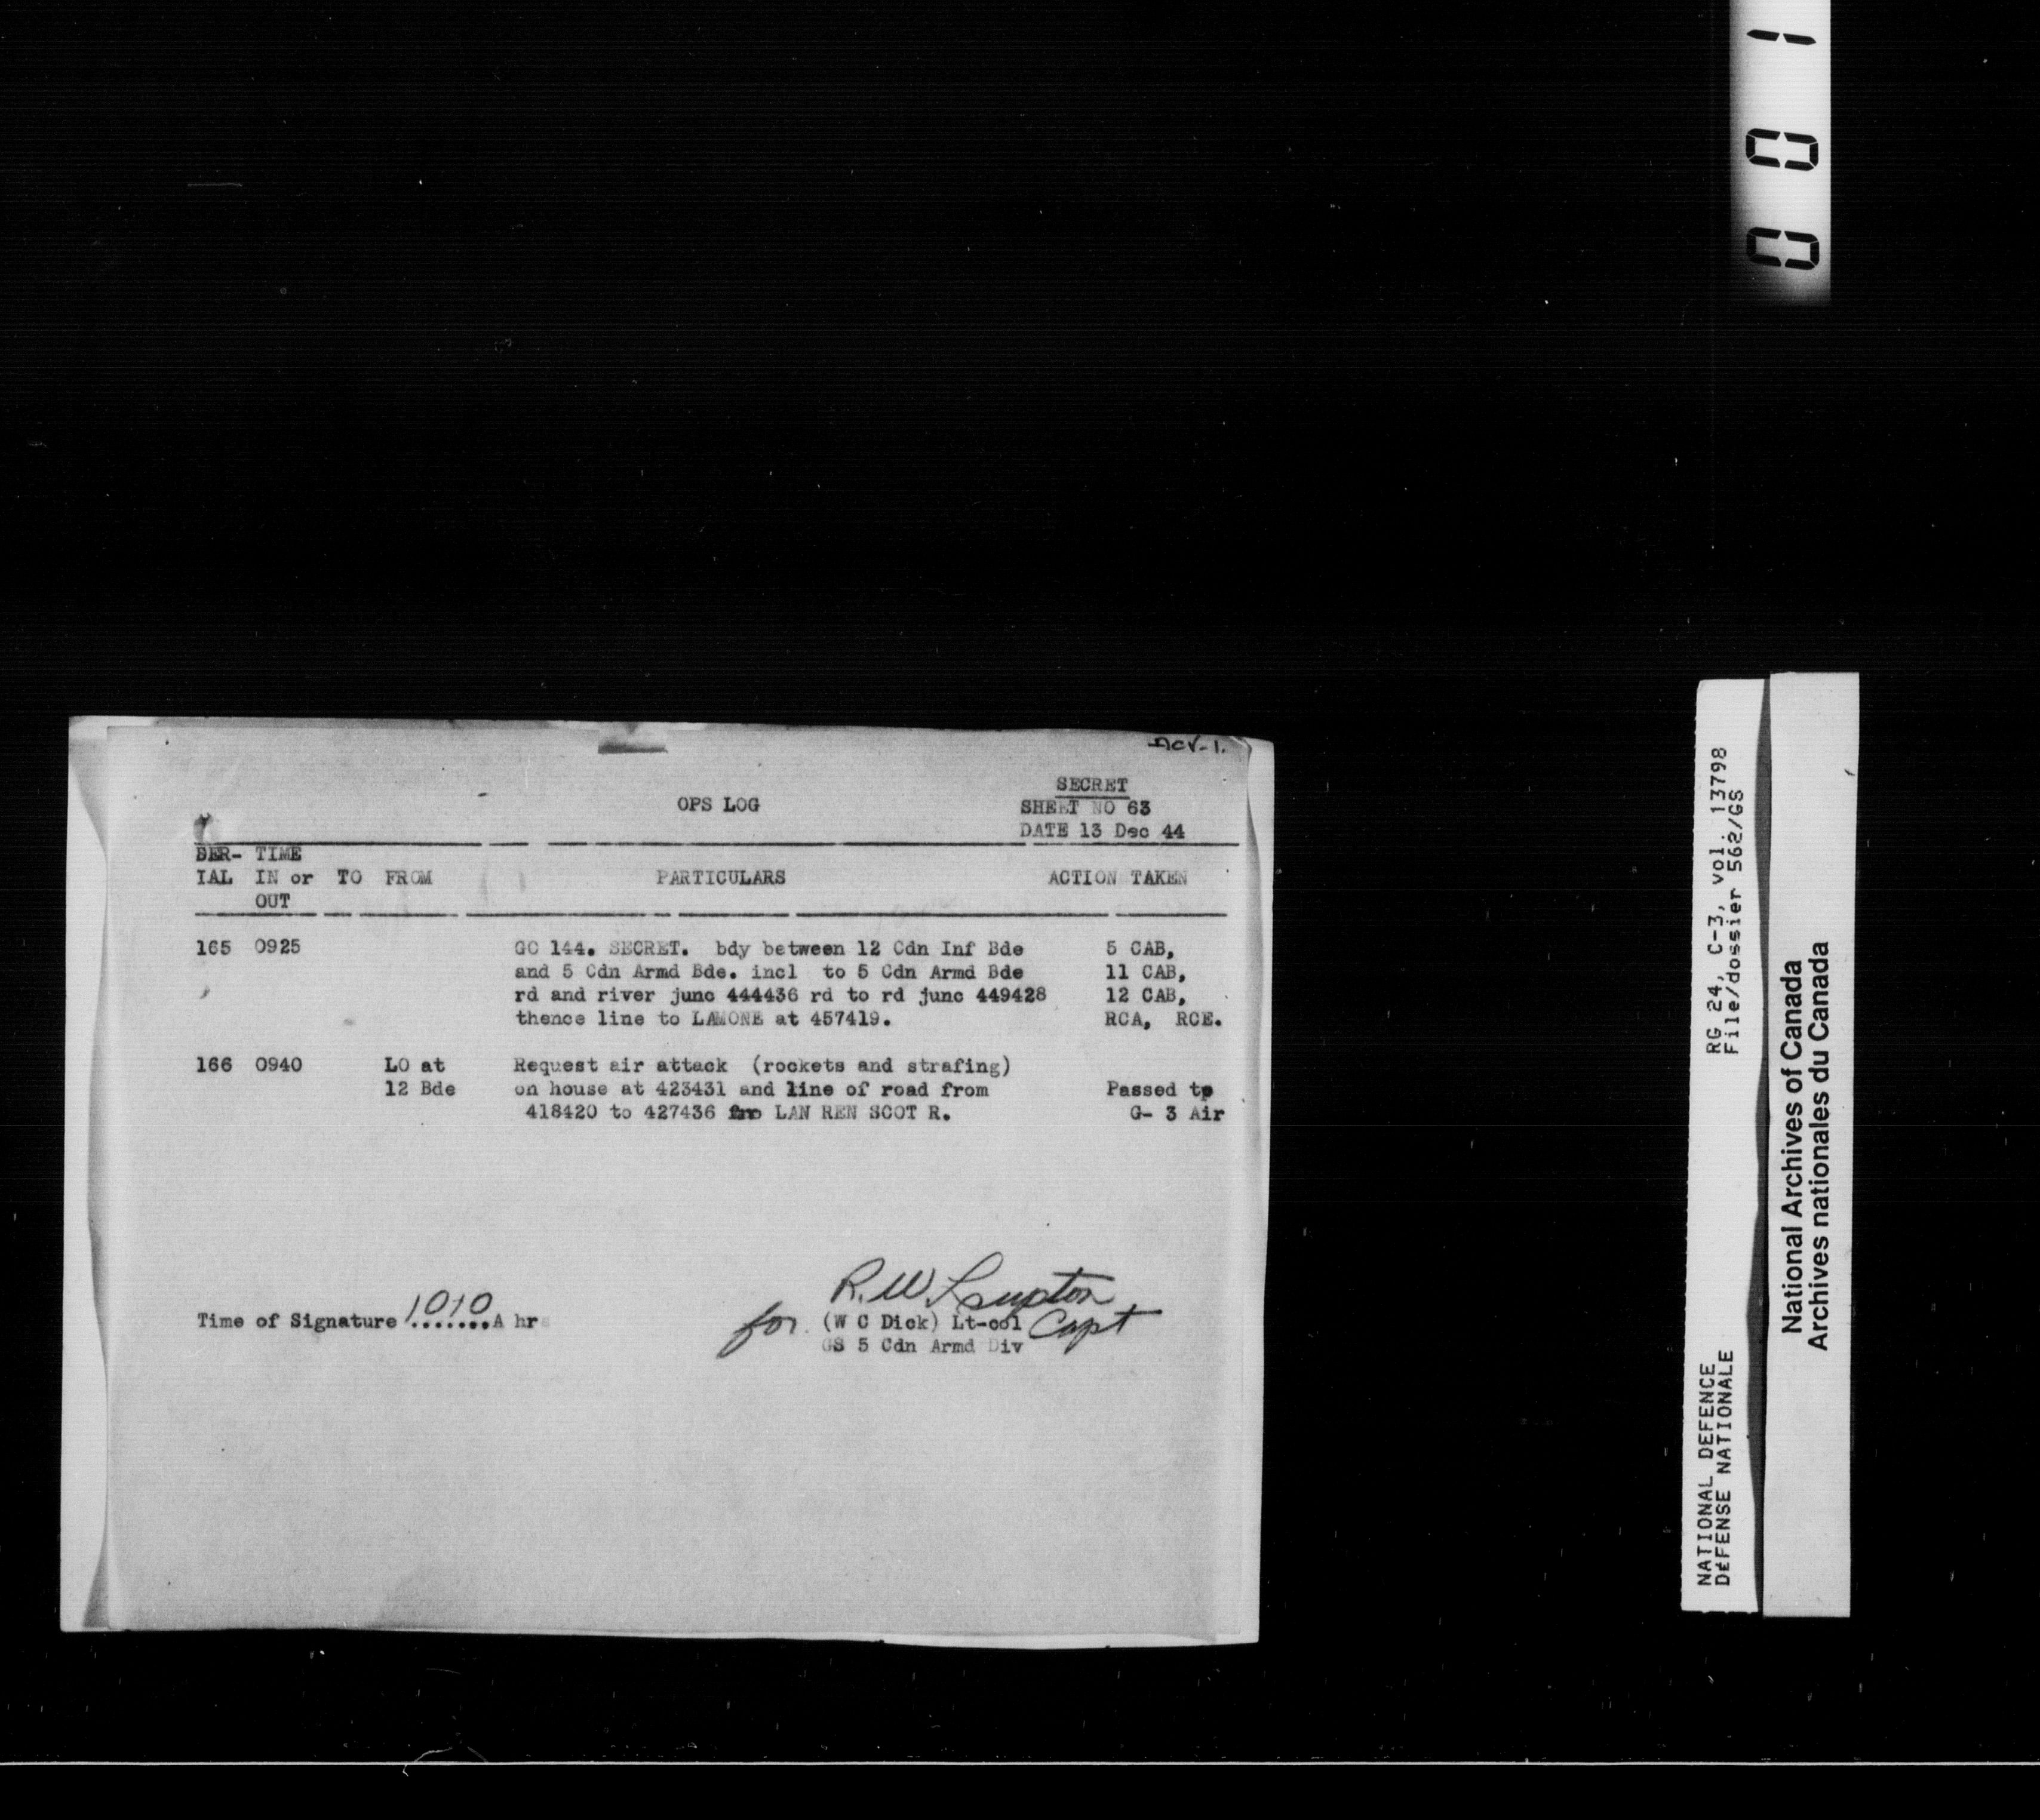 001
SECRET
OPS LOG
SHEET NO 63
DATE 13 Dec 44
SER- TIME
IAL IN or TO FROM PARTICULARS ACTION TAKEN
OUT
165 0925 GC 144. SECRET. bdy between 12 Cdn Inf Bde 5 CAB,
and 5 Cdn Armd Bde. incl to 5 Cdn Armd Bde 11 CAB,
rd and river junc 444436 rd to rd junc 449428 12 CAB,
thence line to LAMONE at 457419. RCA, RCE.
166 0940 LO at Request air attack (rockets and strafing)
12 Bde on house at 423431 and line of road from Passed to
418420 to 427436 LAN REN SCOT R. G- 3 Air
R.W.
Time of Signature 1010 .......A hrs
for (W C Dick) Lt-col Capt
GS 5 Cdn Armd Div
RG 24, C-3, vol. 13798
File/dossier 562/GS
NATIONAL DEFENCE
DéFENSE NATIONALE
National Archives of Canada
Archives nationales du Canada